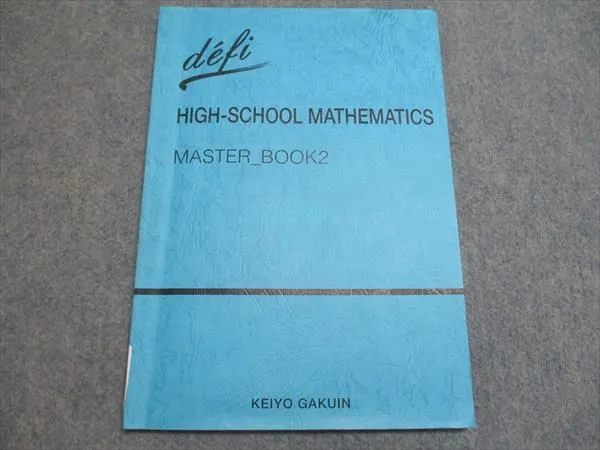 défi
HIGH-SCHOOL MATHEMATICS
MASTER_BOOK2
KEIYO GAKUIN